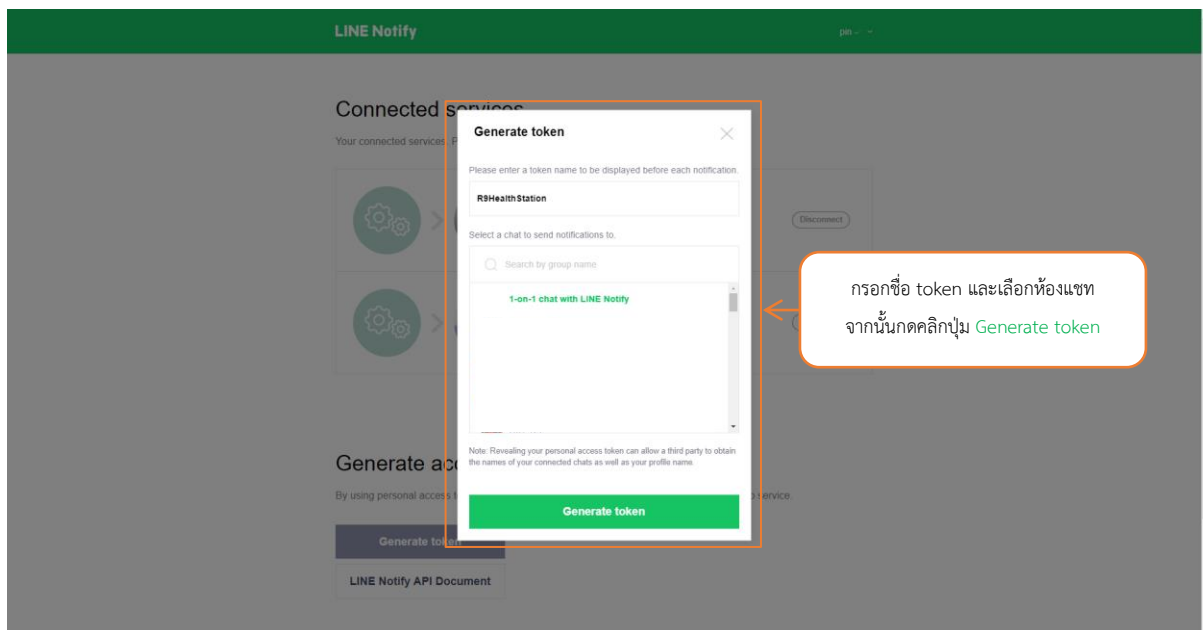 LINE Notify
pin
Connected services
Your connected services. P
Generate token
Please enter a token name to be displayed before each notification.
R9HealthStation
Disconnect
Select a chat to send notifications to.
Search by group name
1-on-1 chat with LINE Notify
กรอกชื่อ token และเลือกห้องแชท
จากนั้นกดคลิกปุ่ม Generate token
Note: Revealing your personal access token can allow a third party to obtain
the names of your connected chats as well as your profile name.
Generate acc
By using personal access t
service.
Generate token
Generate token
LINE Notify API Document